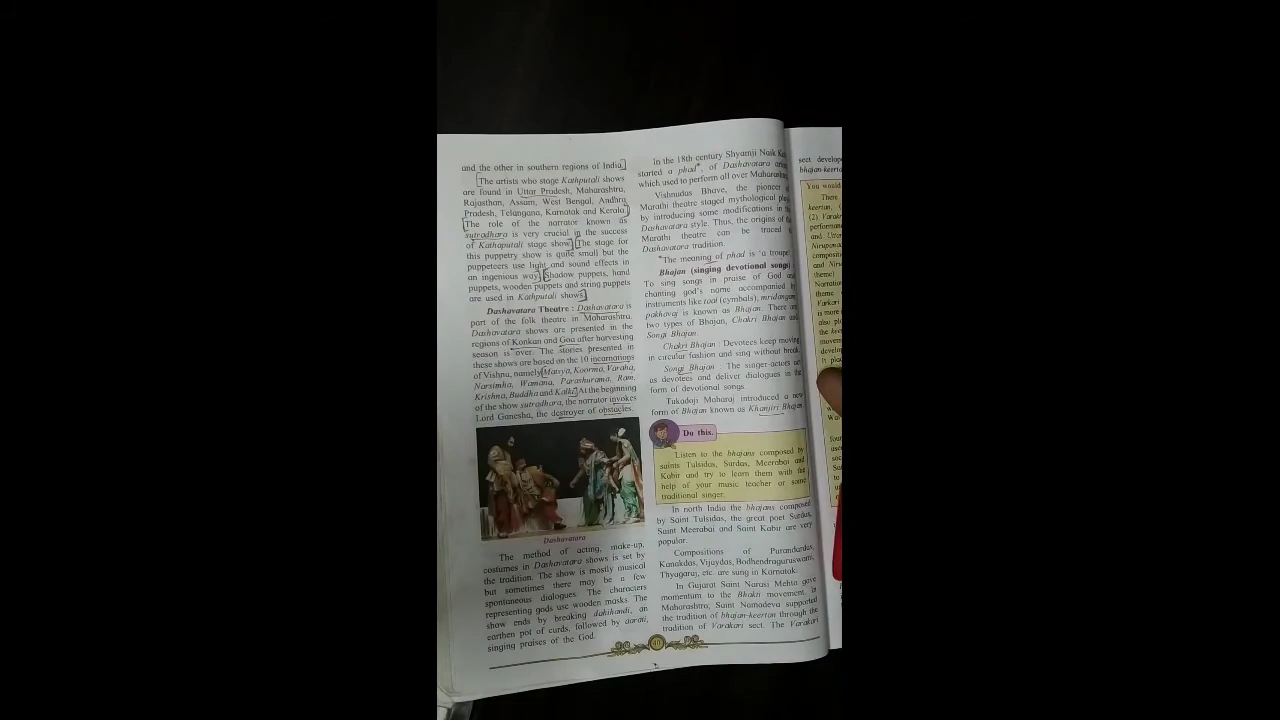 and the other in southern regions of India.
The artists who stage Kathputali shows
are found in Uttar Pradesh, Maharashtra,
Rajasthan, Assam, West Bengal, Andhra
Pradesh, Telangana, Karnatak and Kerala.
The role of the narrator known as
sutradhara is very crucial in the success
of Kathaputali stage show. The stage for
this puppetry show is quite small but the
puppeteers use light and sound effects in
an ingenious way. Shadow puppets, hand
puppets, wooden puppets and string puppets
are used in Kathputali shows.
Dashavatara Theatre : Dashavatara is
part of the folk theatre in Maharashtra.
Dashavatara shows are presented in the
regions of Konkan and Goa after harvesting
season is over. The stories presented in
these shows are based on the 10 incarnations
of Vishnu, namely Matsya, Koorma, Varaha,
Narsimha, Wamana, Parashurama, Ram,
Krishna, Buddha and Kalki. At the beginning
of the show sutradhara, the narrator invokes
Lord Ganesha, the destroyer of obstacles.
Dashavatara
The method of acting, make-up,
costumes in Dashavatara shows is set by
the tradition. The show is mostly musical
but sometimes there may be a few
spontaneous dialogues. The characters
representing gods use wooden masks. The
show ends by breaking dahihandi, an
earthen pot of curds, followed by aarati,
singing praises of the God.
In the 18th century Shyamji Naik
started a phad*, of Dashavatara
which used to perform all over Maharashtra.
Vishnudas Bhave, the pioneer
Marathi theatre staged mythological
by introducing some modifications in
Dashavatara style. Thus, the origins of
Marathi theatre can be traced
Dashavatara tradition.
*The meaning of phad is 'a troupe'
Bhajan (singing devotional songs)
To sing songs in praise of God and
chanting god's name accompanied by
instruments like taal (cymbals), mridangan,
pakhavaj is known as Bhajan. There are
two types of Bhajan, Chakri Bhajan and
Songi Bhajan.
Chakri Bhajan : Devotees keep moving
in circular fashion and sing without break.
Songi Bhajan : The singer-actors act
as devotees and deliver dialogues in the
form of devotional songs.
Tukadoji Maharaj introduced a new
form of Bhajan known as Khanjiri Bhajan
Do this.
Listen to the bhajans composed by
saints Tulsidas, Surdas, Meerabai and
Kabir and try to learn them with the
help of your music teacher or some
traditional singer.
In north India the bhajans composed
by Saint Tulsidas, the great poet Surdas,
Saint Meerabai and Saint Kabir are very
popular.
Compositions of Purandardas,
Kanakdas, Vijaydas, Bodhendraguruswami,
Thyagaraj, etc. are sung in Karnatak.
In Gujarat Saint Narasi Mehta gave
momentum to the Bhakti movement. In
Maharashtra, Saint Namadeva supported
the tradition of bhajan-keertan through the
tradition of Varakari sect. The Varakari
sect
You would
There